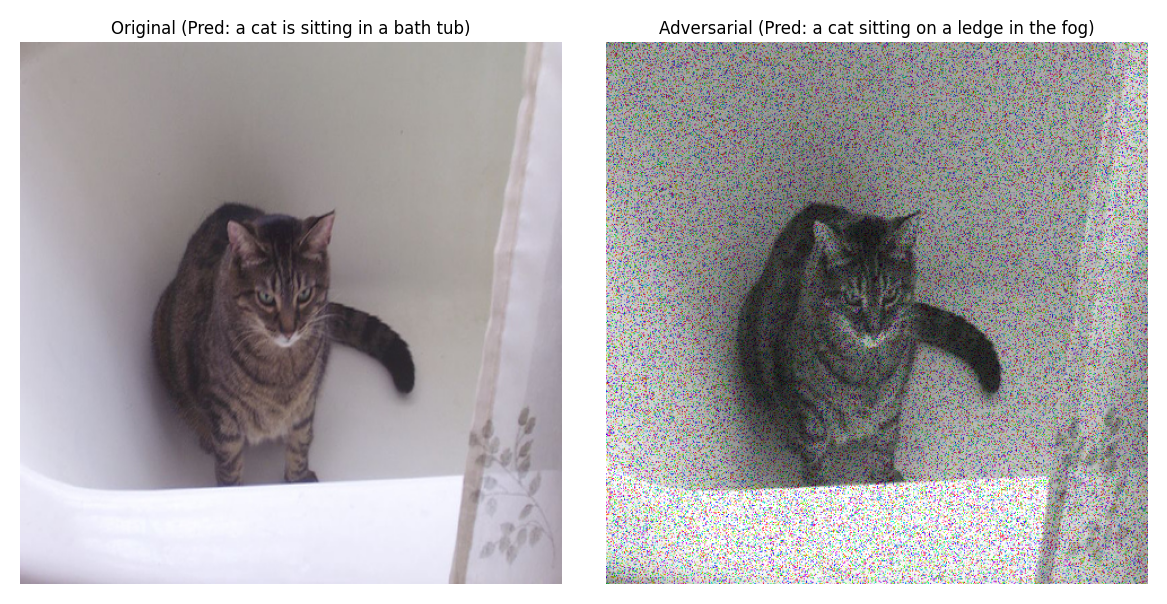 Original (Pred: a cat is sitting in a bath tub)
Adversarial (Pred: a cat sitting on a ledge in the fog)